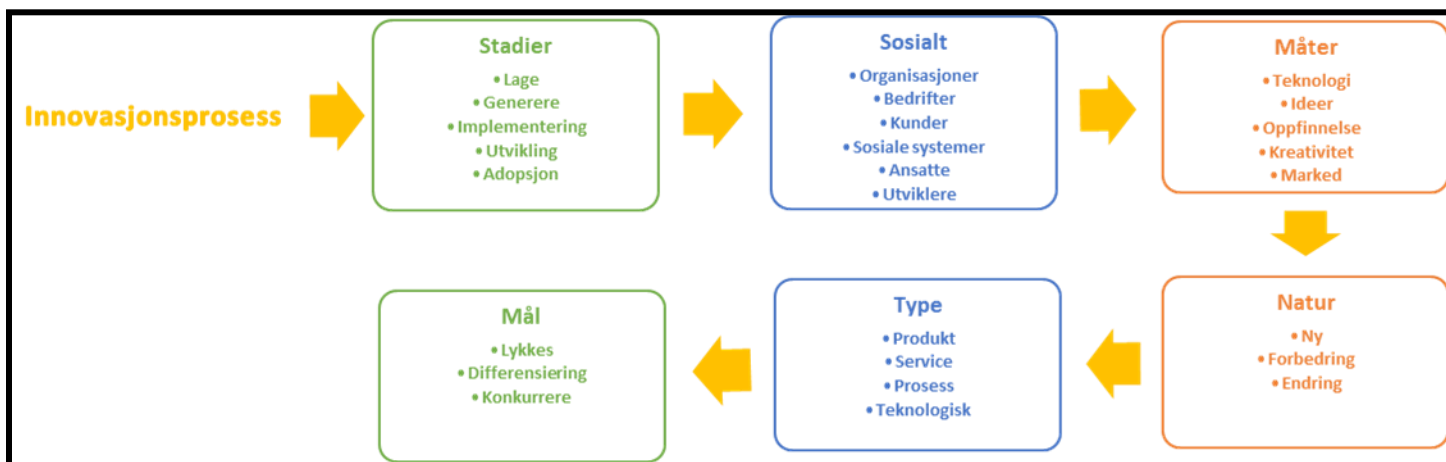 Innovasjonsprosess
Stadier
• Lage
• Generere
• Implementering
• Utvikling
• Adopsjon
Sosialt
• Organisasjoner
• Bedrifter
• Kunder
• Sosiale systemer
• Ansatte
• Utviklere
Måter
• Teknologi
• Ideer
• Oppfinnelse
• Kreativitet
• Marked
Natur
• Ny
• Forbedring
• Endring
Type
• Produkt
• Service
• Prosess
• Teknologisk
Mål
• Lykkes
• Differensiering
• Konkurrere